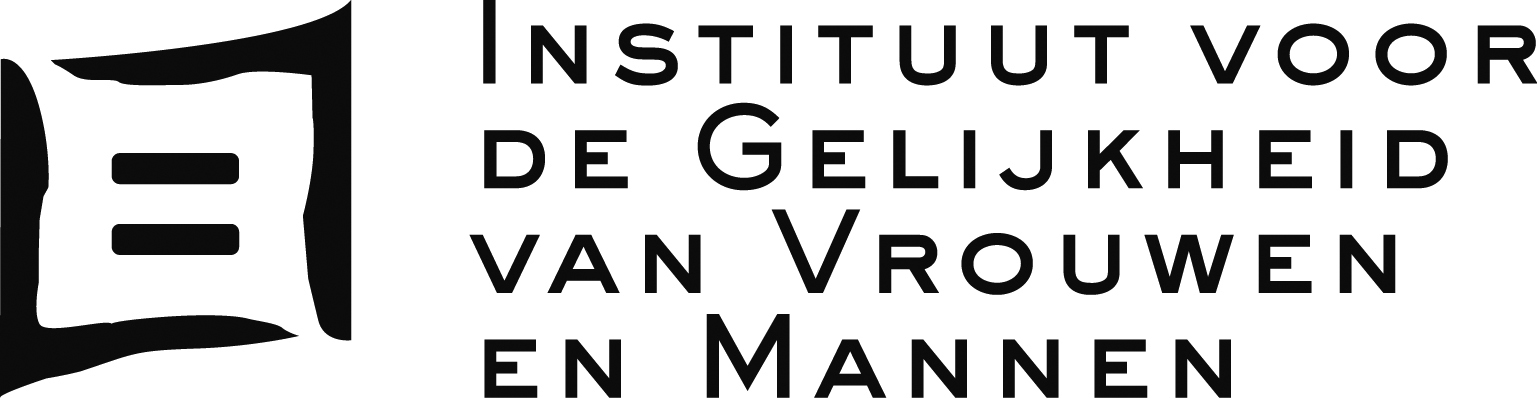 Instituut voor
de Gelijkheid
van Vrouwen
en Mannen